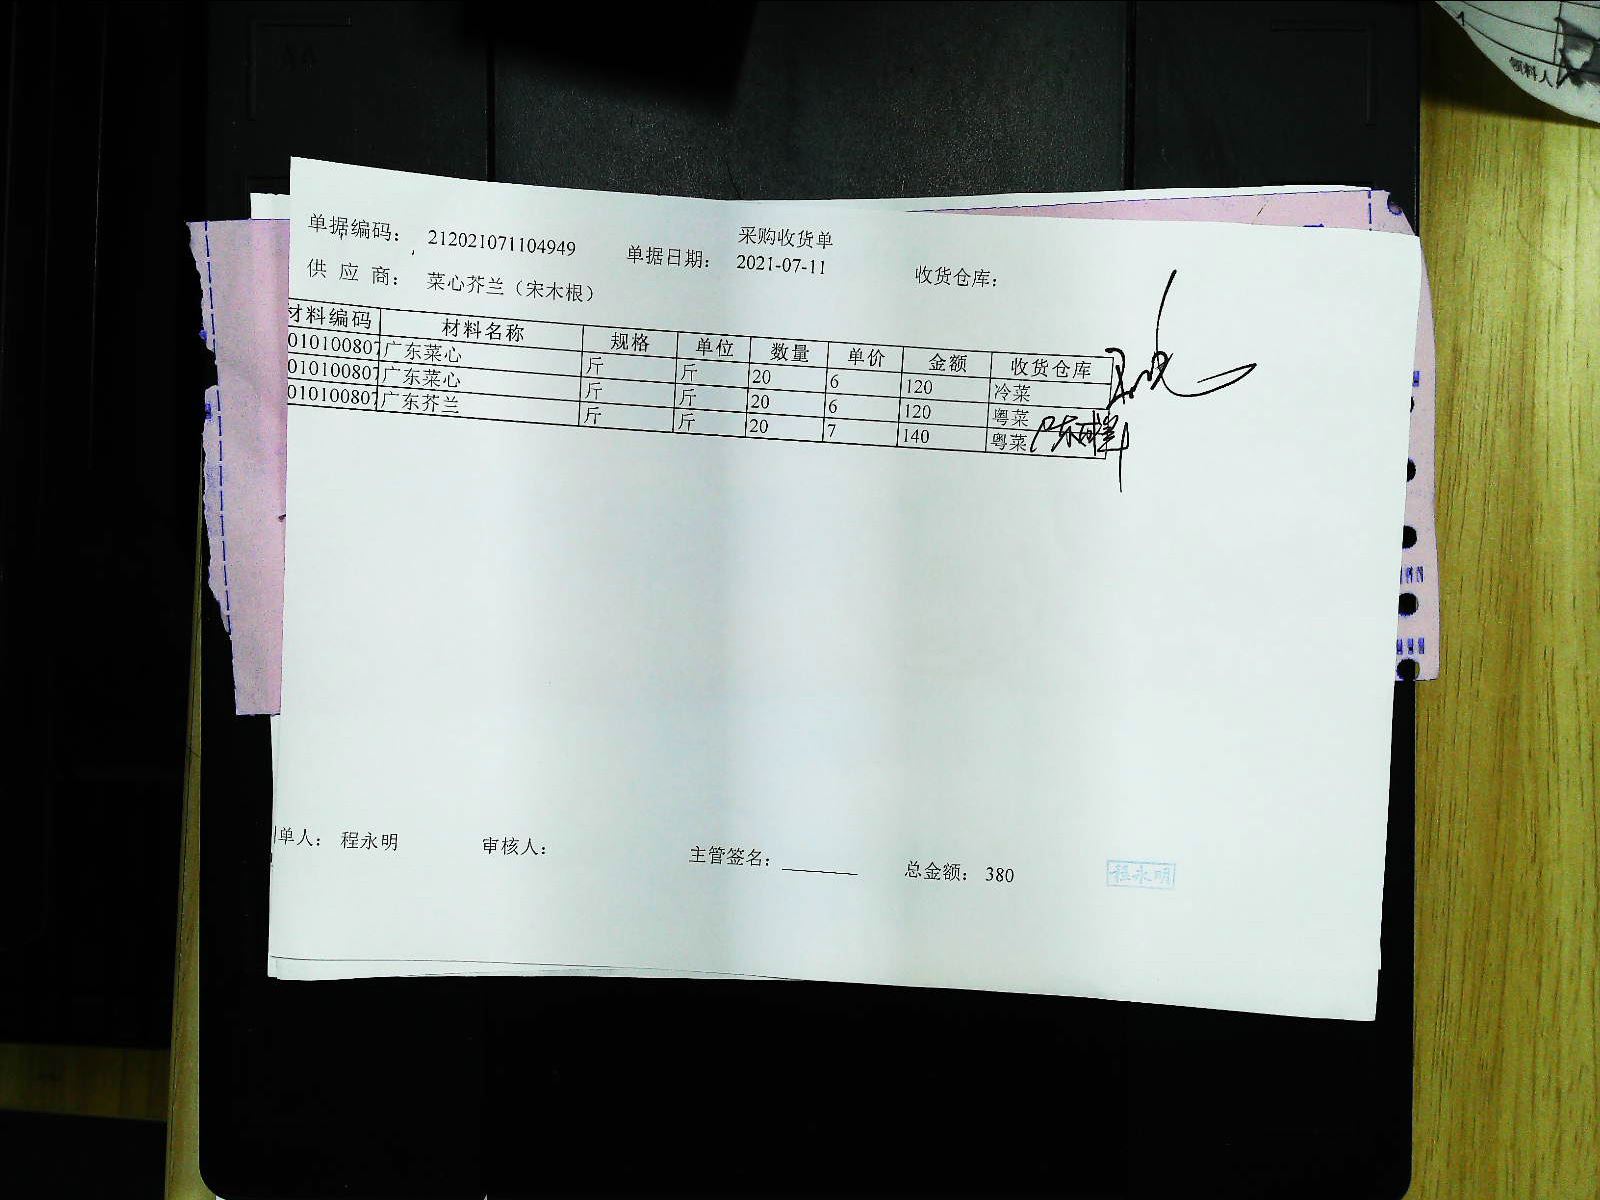 采购收货单
单据编码： 212021071104949 单据日期： 2021-07-11 收货仓库：
供 应 商： 菜心芥兰（宋木根）
材料编码 材料名称 规格 单位 数量 单价 金额 收货仓库
010100807 广东菜心 斤 斤 20 6 120 冷菜
010100807 广东菜心 斤 斤 20 6 120 粤菜
010100807 广东芥兰 斤 斤 20 7 140 粤菜
单人： 程永明 审核人： 主管签名： 总金额： 380
程永明
领料人